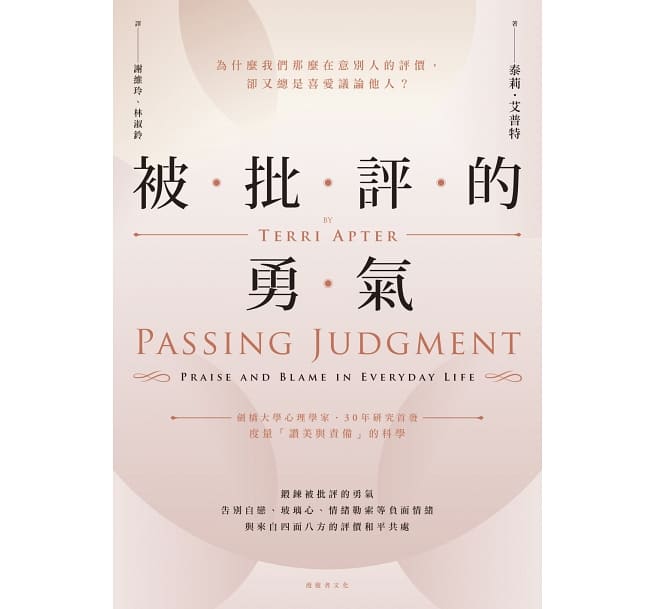 為什麼我們那麼在意別人的評價，
卻又總是喜愛議論他人？
著
泰莉・艾普特
譯
謝維玲、林淑鈴
被・批・評・的
BY
TERRI APTER
勇・氣
PASSING JUDGMENT
PRAISE AND BLAME IN EVERYDAY LIFE
劍橋大學心理學家・30年研究首發
度量「讚美與責備」的科學
鍛鍊被批評的勇氣
告別自戀、玻璃心、情緒勒索等負面情緒
與來自四面八方的評價和平共處
漫遊者文化